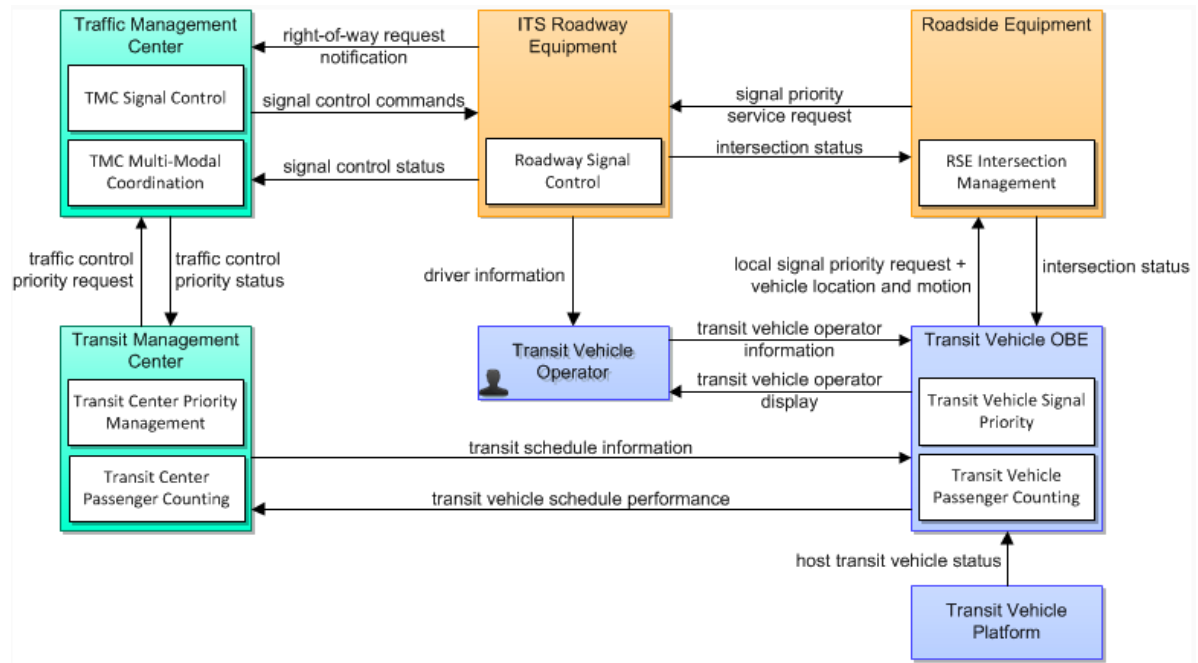 Traffic Management
Center
TMC Signal Control
TMC Multi-Modal
Coordination
right-of-way request
notification
signal control commands
signal control status
ITS Roadway
Equipment
Roadway Signal
Control
signal priority
service request
intersection status
Roadside Equipment
RSE Intersection
Management
traffic control
priority request
traffic control
priority status
driver information
local signal priority request +
vehicle location and motion
intersection status
Transit Management
Center
Transit Center Priority
Management
Transit Center
Passenger Counting
Transit Vehicle
Operator
transit vehicle operator
information
transit vehicle operator
display
Transit Vehicle OBE
Transit Vehicle Signal
Priority
Transit Vehicle
Passenger Counting
transit schedule information
transit vehicle schedule performance
host transit vehicle status
Transit Vehicle
Platform